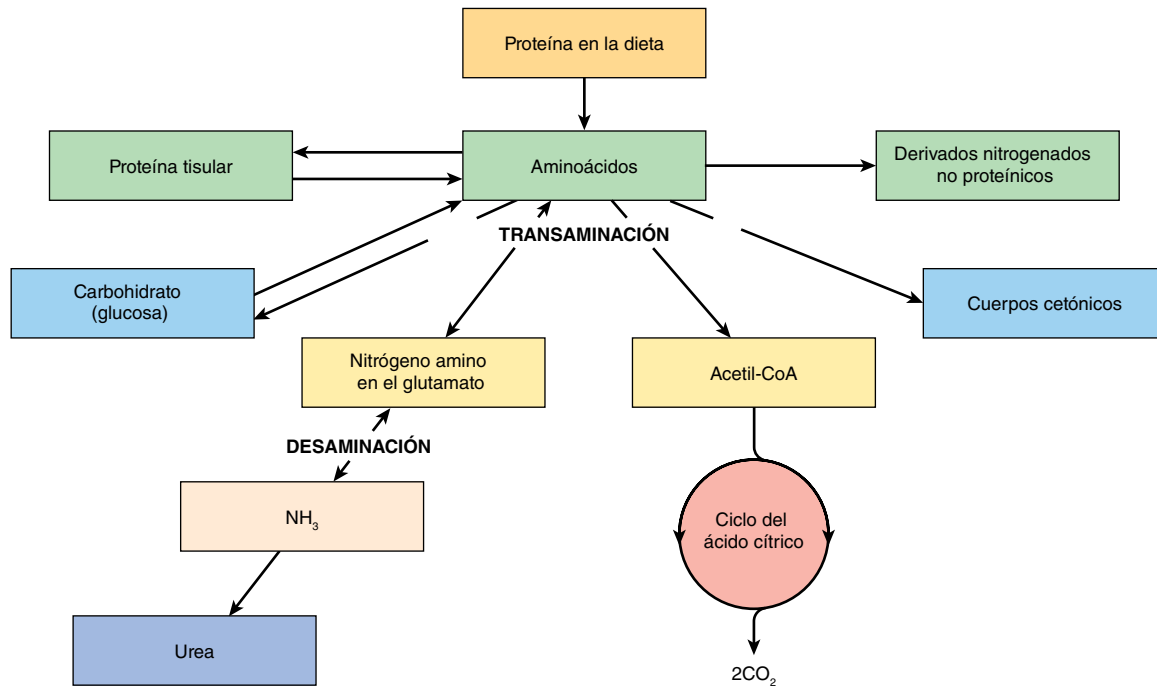 Proteína en la dieta
Proteína tisular
Aminoácidos
Derivados nitrogenados
no proteínicos
TRANSAMINACIÓN
Carbohidrato
(glucosa)
Cuerpos cetónicos
Nitrógeno amino
en el glutamato
Acetil-CoA
DESAMINACIÓN
NH₃
Ciclo del
ácido cítrico
Urea
2CO₂